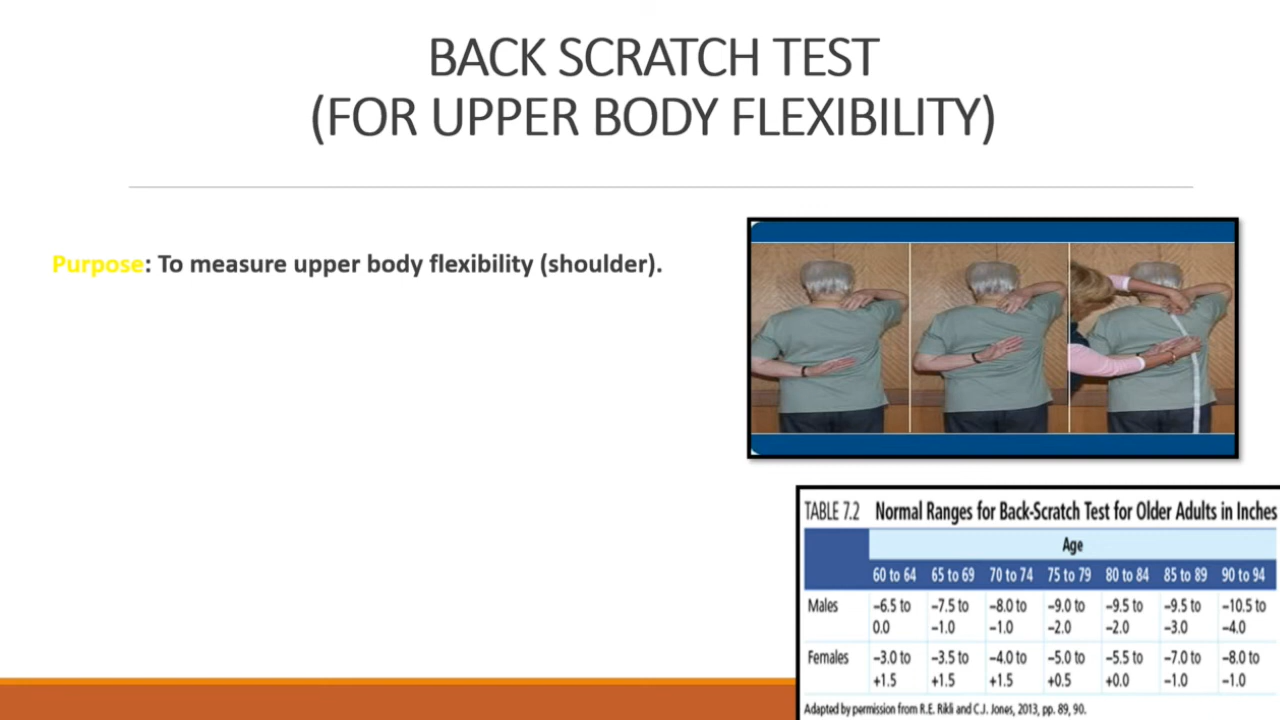 BACK SCRATCH TEST
(FOR UPPER BODY FLEXIBILITY)
Purpose: To measure upper body flexibility (shoulder).
TABLE 7.2 Normal Ranges for Back-Scratch Test for Older Adults in Inches
Age
60 to 64 65 to 69 70 to 74 75 to 79 80 to 84 85 to 89 90 to 94
Males –6.5 to –7.5 to –8.0 to –9.0 to –9.5 to –9.5 to –10.5 to
0.0 –1.0 –1.0 –2.0 –2.0 –3.0 –4.0
Females –3.0 to –3.5 to –4.0 to –5.0 to –5.5 to –7.0 to –8.0 to
+1.5 +1.5 +1.5 +0.5 +0.0 –1.0 –1.0
Adapted by permission from R.E. Rikli and C.J. Jones, 2013, pp. 89, 90.